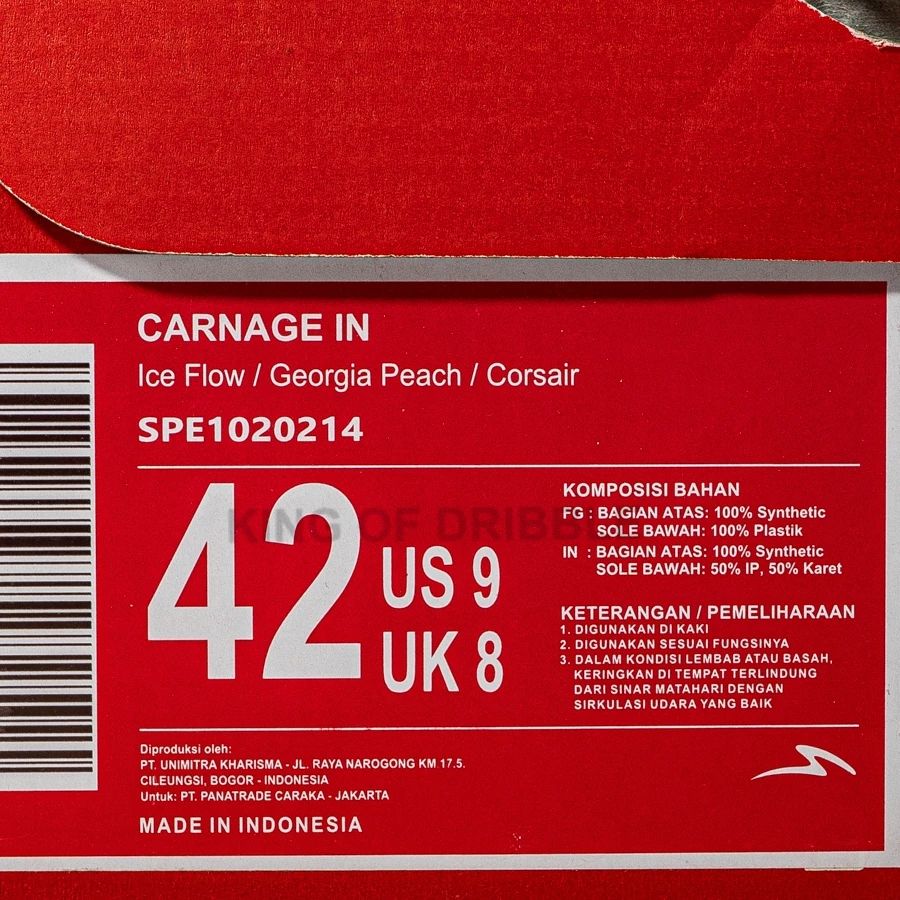 CARNAGE IN
Ice Flow / Georgia Peach / Corsair
SPE1020214
42
US 9
UK 8
KING OF DRIBBLE
KOMPOSISI BAHAN
FG : BAGIAN ATAS: 100% Synthetic
SOLE BAWAH: 100% Plastik
IN : BAGIAN ATAS: 100% Synthetic
SOLE BAWAH: 50% IP, 50% Karet
KETERANGAN / PEMELIHARAAN
1. DIGUNAKAN DI KAKI
2. DIGUNAKAN SESUAI FUNGSINYA
3. DALAM KONDISI LEMBAB ATAU BASAH,
KERINGKAN DI TEMPAT TERLINDUNG
DARI SINAR MATAHARI DENGAN
SIRKULASI UDARA YANG BAIK
Diproduksi oleh:
PT. UNIMITRA KHARISMA - JL. RAYA NAROGONG KM 17.5.
CILEUNGSI, BOGOR - INDONESIA
Untuk: PT. PANATRADE CARAKA - JAKARTA
MADE IN INDONESIA